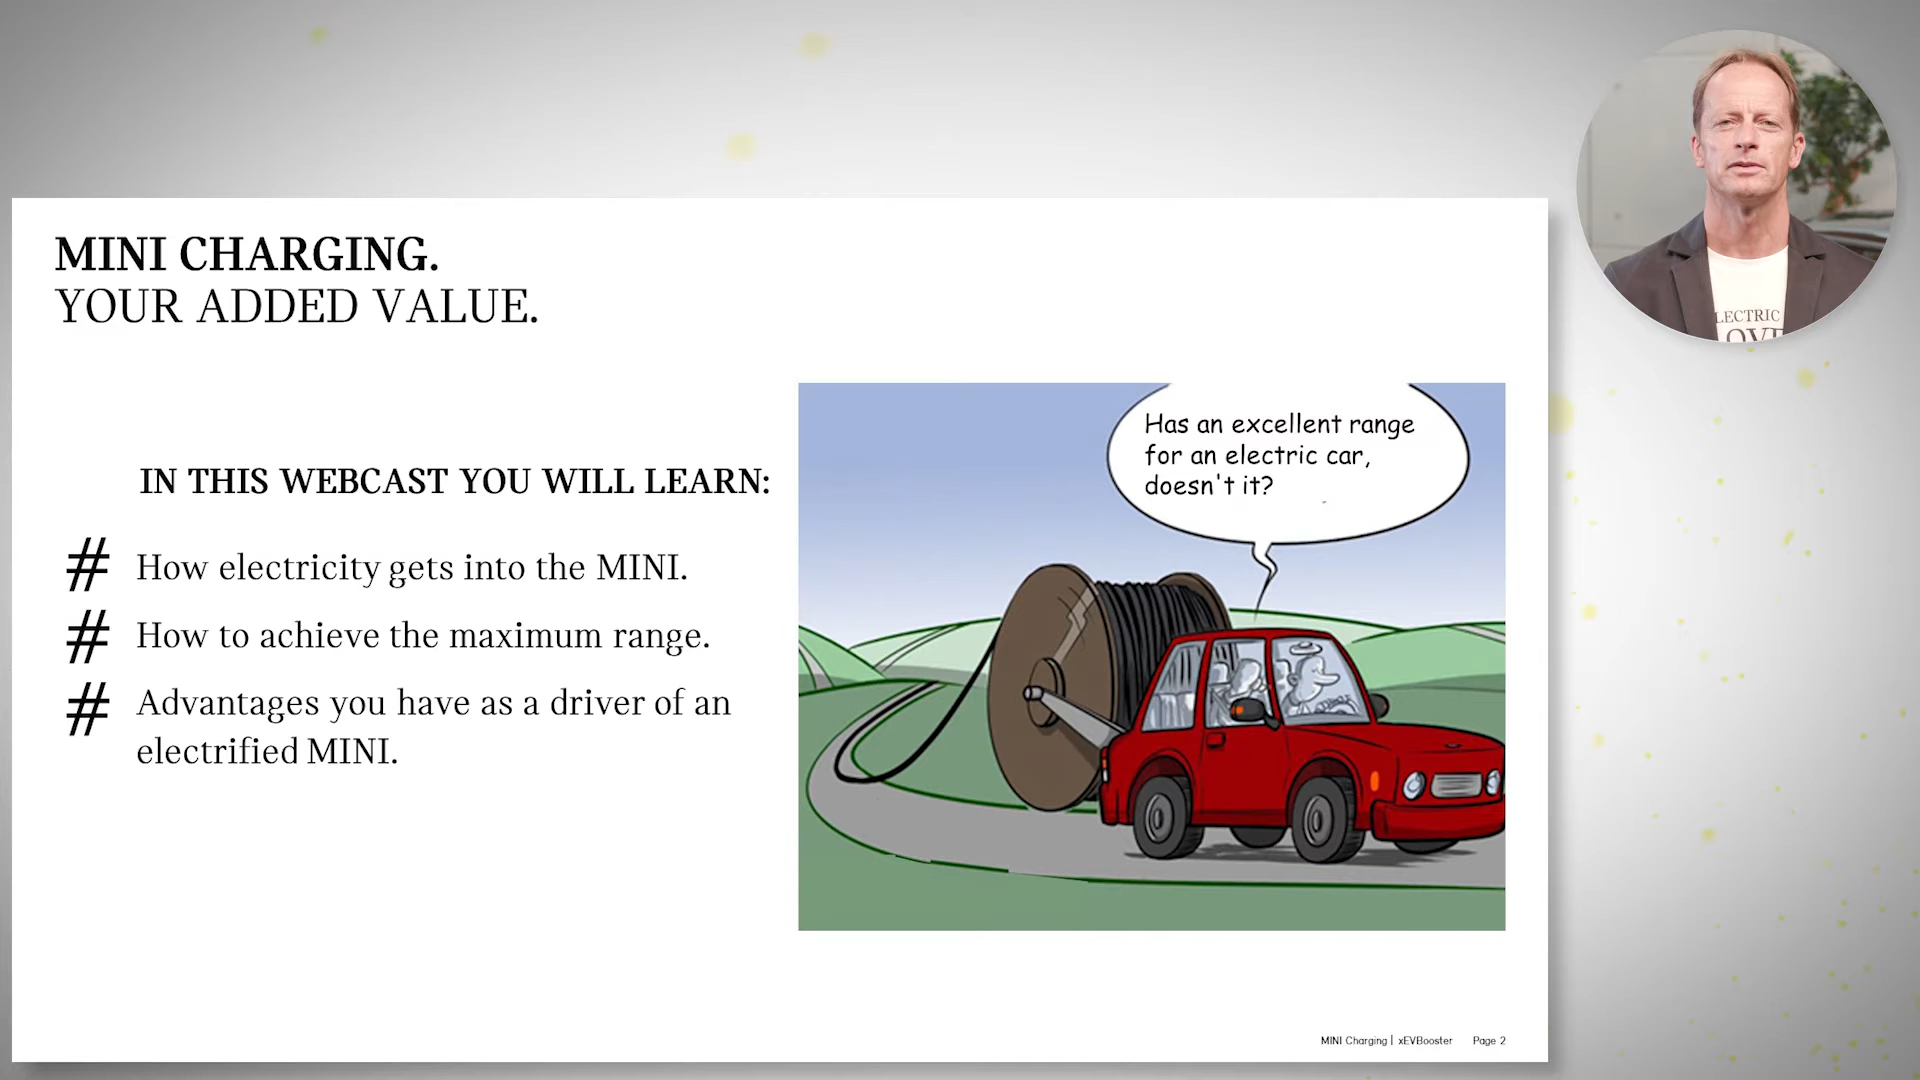 MINI CHARGING.
YOUR ADDED VALUE.
IN THIS WEBCAST YOU WILL LEARN:
# How electricity gets into the MINI.
# How to achieve the maximum range.
# Advantages you have as a driver of an
electrified MINI.
Has an excellent range
for an electric car,
doesn't it?
LECTRIC
OVE
MINI Charging | xEVBooster Page 2